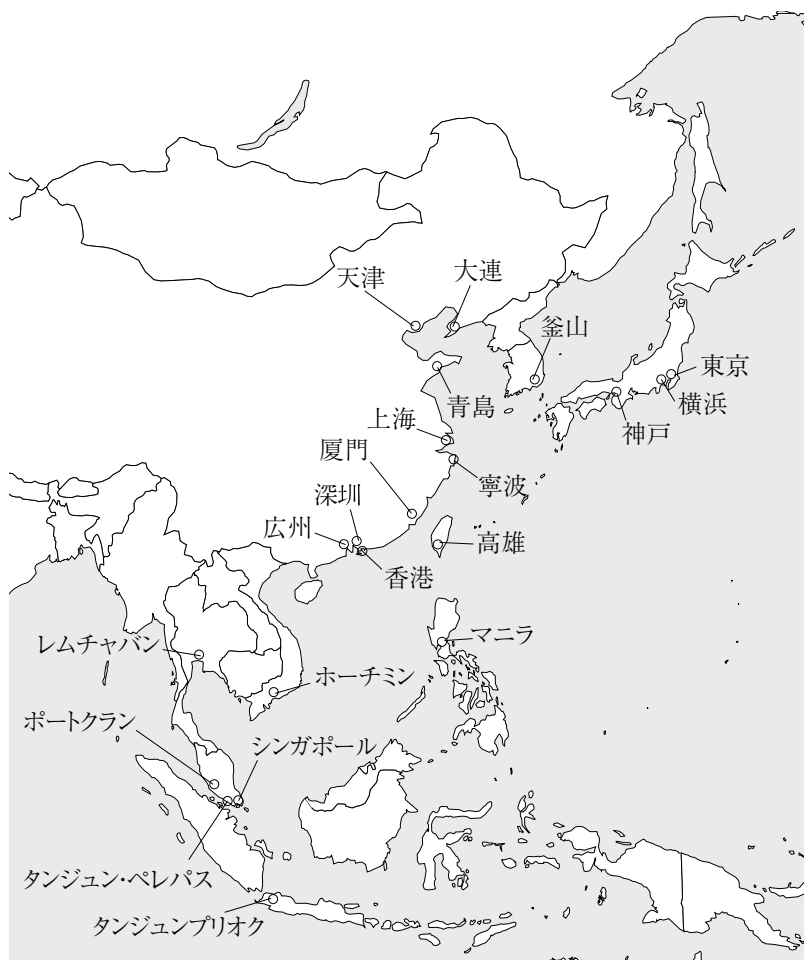 天津
大連
釜山
東京
横浜
青島
神戸
上海
厦門
寧波
深圳
広州
高雄
香港
マニラ
レムチャバン
ホーチミン
ポートクラン
シンガポール
タンジュン・ペレパス
タンジュンプリオク